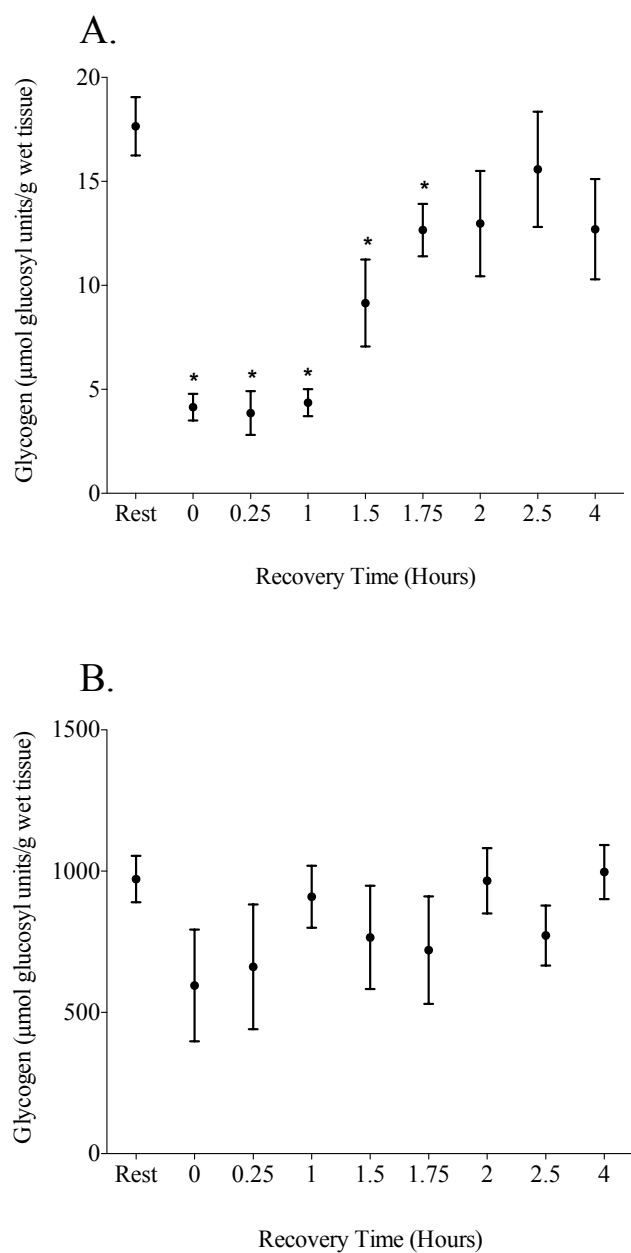 A.
Glycogen (µmol glucosyl units/g wet tissue)
20
15
10
5
0
*
*
*
*
*
Rest 0 0.25 1 1.5 1.75 2 2.5 4
Recovery Time (Hours)
B.
Glycogen (µmol glucosyl units/g wet tissue)
1500
1000
500
0
Rest 0 0.25 1 1.5 1.75 2 2.5 4
Recovery Time (Hours)